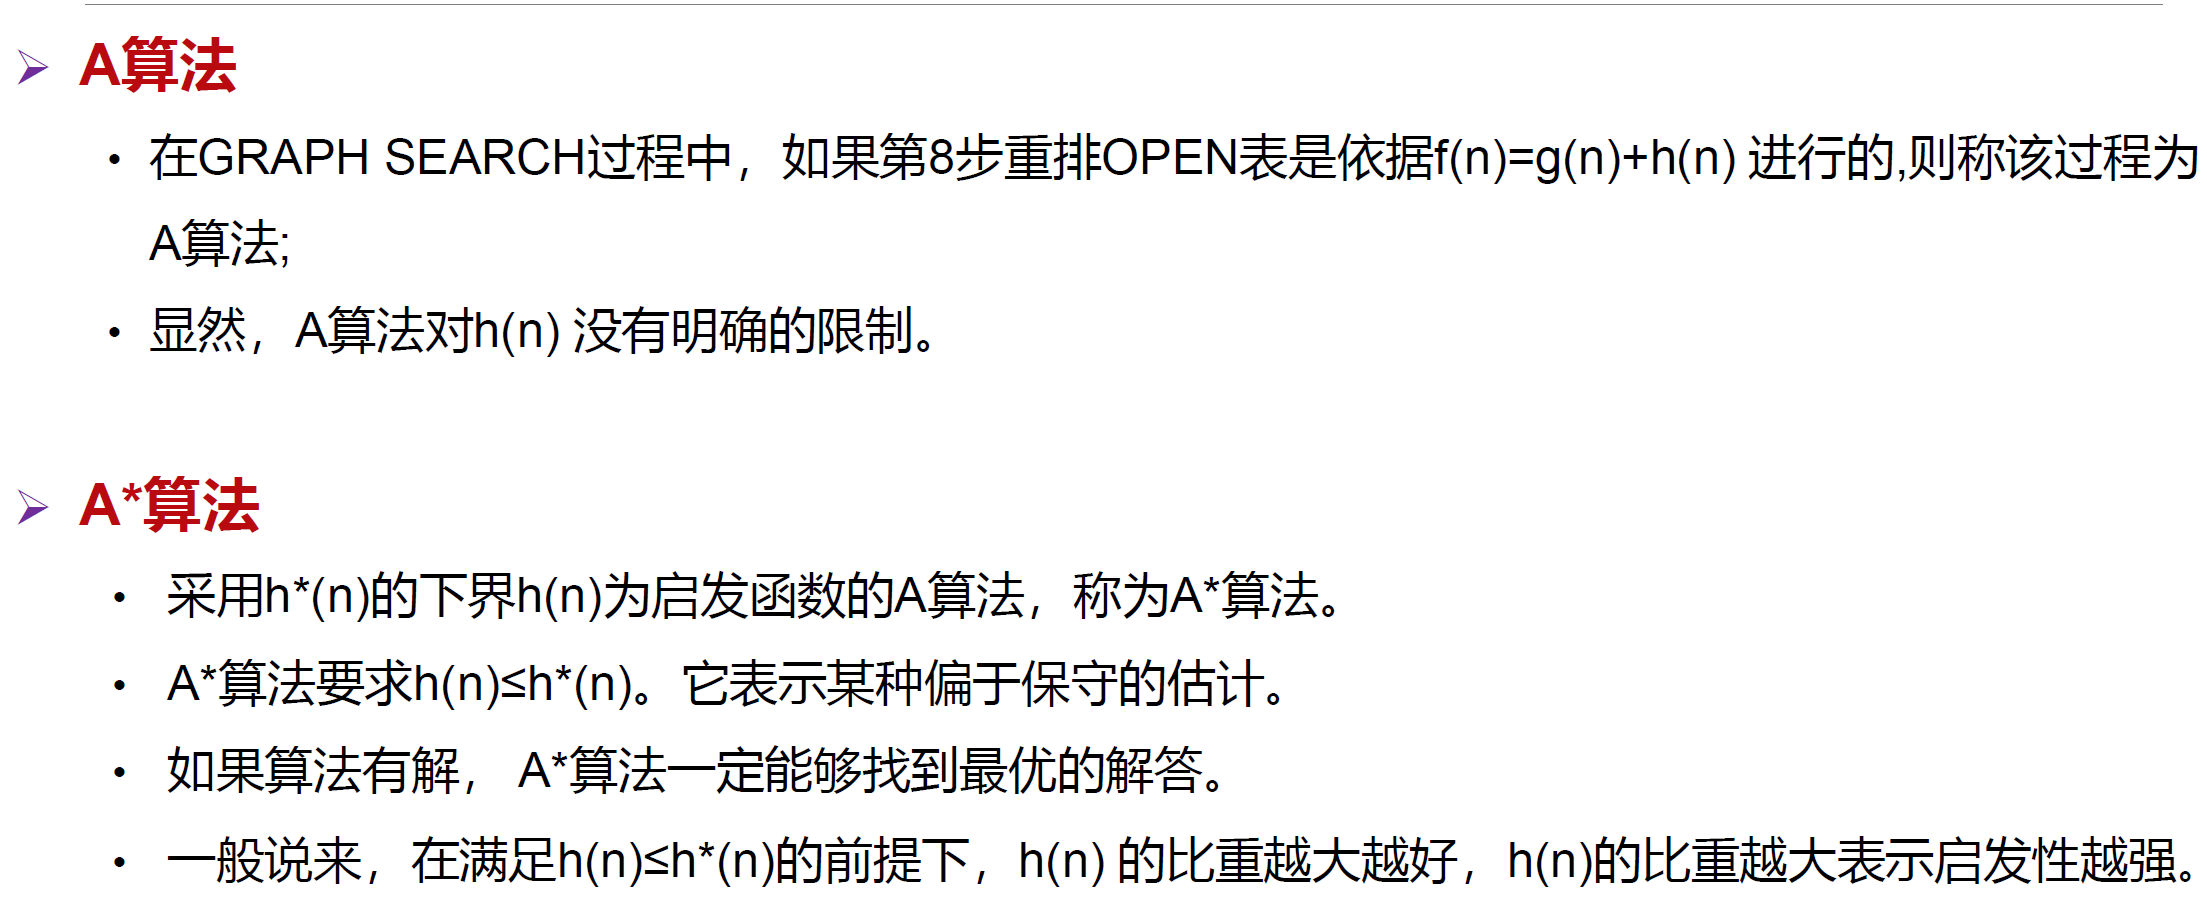 A算法
在GRAPH SEARCH过程中，如果第8步重排OPEN表是依据f(n)=g(n)+h(n) 进行的,则称该过程为
A算法;
显然，A算法对h(n) 没有明确的限制。
A*算法
采用h*(n)的下界h(n)为启发函数的A算法，称为A*算法。
A*算法要求h(n)≤h*(n)。它表示某种偏于保守的估计。
如果算法有解， A*算法一定能够找到最优的解答。
一般说来，在满足h(n)≤h*(n)的前提下，h(n) 的比重越大越好，h(n)的比重越大表示启发性越强。